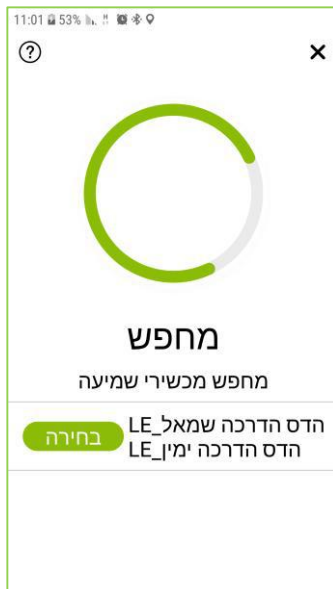 11:01 53%
?
מחפש
מחפש מכשירי שמיעה
הדס הדרכה שמאל_LE
הדס הדרכה ימין_LE
בחירה